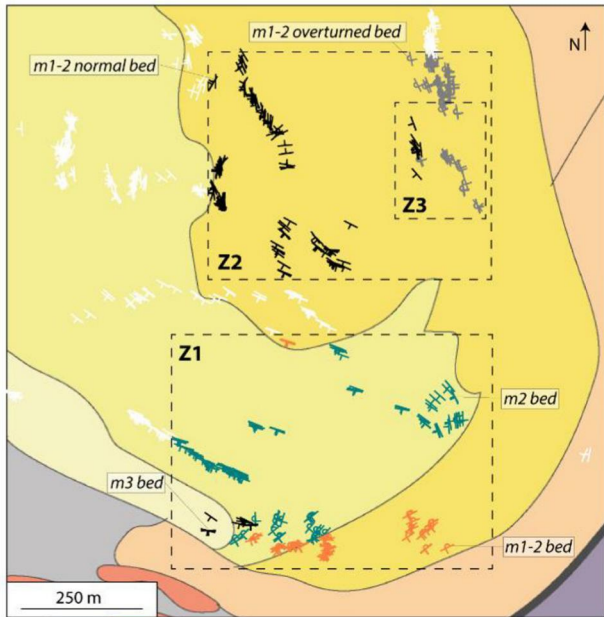 m1-2 overturned bed
N
m1-2 normal bed
Z3
Z2
Z1
m2 bed
m3 bed
m1-2 bed
250 m